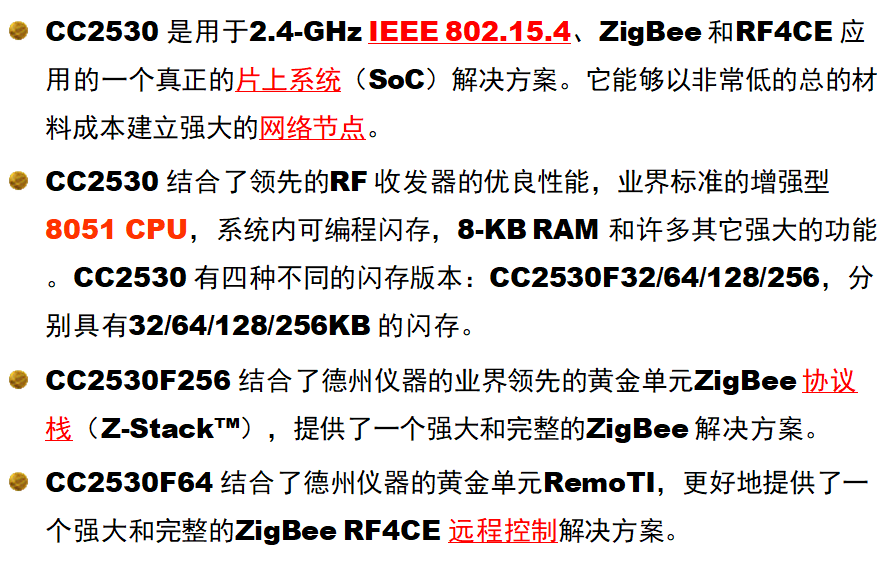 CC2530 是用于2.4-GHz IEEE 802.15.4、ZigBee 和RF4CE 应
用的一个真正的片上系统（SoC）解决方案。它能够以非常低的总的材
料成本建立强大的网络节点。
CC2530 结合了领先的RF 收发器的优良性能，业界标准的增强型
8051 CPU，系统内可编程闪存，8-KB RAM 和许多其它强大的功能
。CC2530 有四种不同的闪存版本：CC2530F32/64/128/256，分
别具有32/64/128/256KB 的闪存。
CC2530F256 结合了德州仪器的业界领先的黄金单元ZigBee 协议
栈（Z-Stack™），提供了一个强大和完整的ZigBee 解决方案。
CC2530F64 结合了德州仪器的黄金单元RemoTI，更好地提供了一
个强大和完整的ZigBee RF4CE 远程控制解决方案。